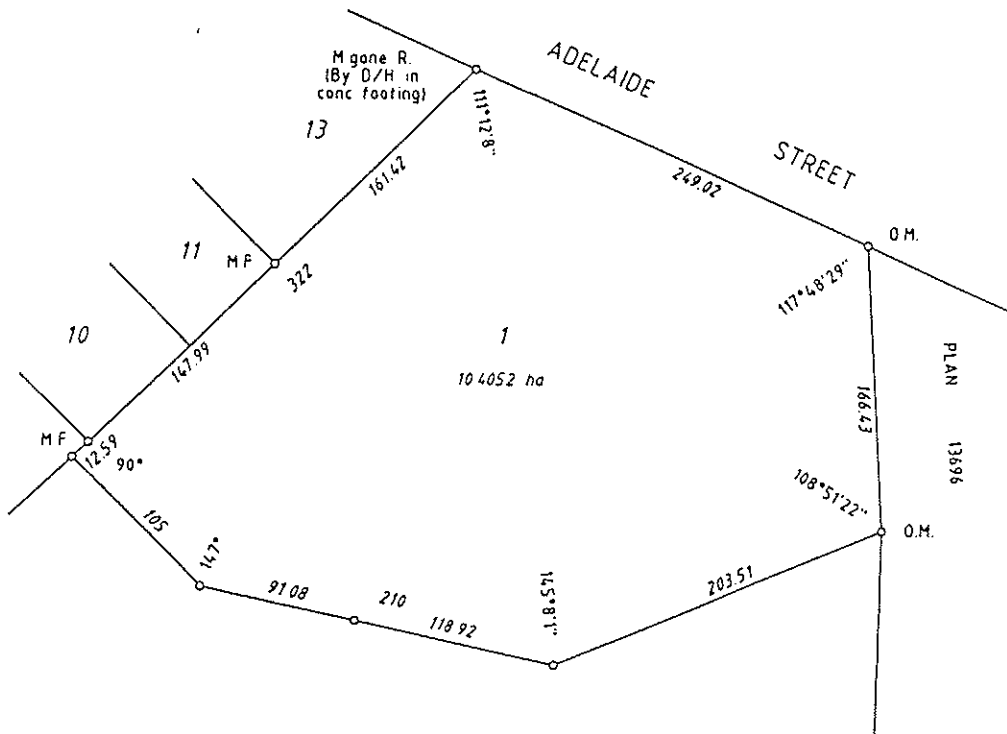 M gone R.
(By D/H in
conc footing)
ADELAIDE
STREET
13
111°12'8"
161.42
249.02
11
M F
322
O M.
117°48'29"
10
147.99
1
10 4052 ha
PLAN
13696
166.43
M F
12.59
90°
108°51'22"
O.M.
105
147°
91 08
210
118 92
145°8'1"
203.51